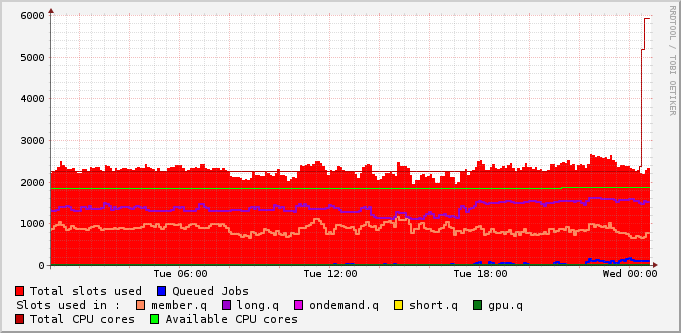 6000
5000
4000
3000
2000
1000
0
Tue 06:00 Tue 12:00 Tue 18:00 Wed 00:00
RRDTOOL / TOBI OETIKER
Total slots used Queued Jobs
Slots used in : member.q long.q ondemand.q short.q gpu.q
Total CPU cores Available CPU cores